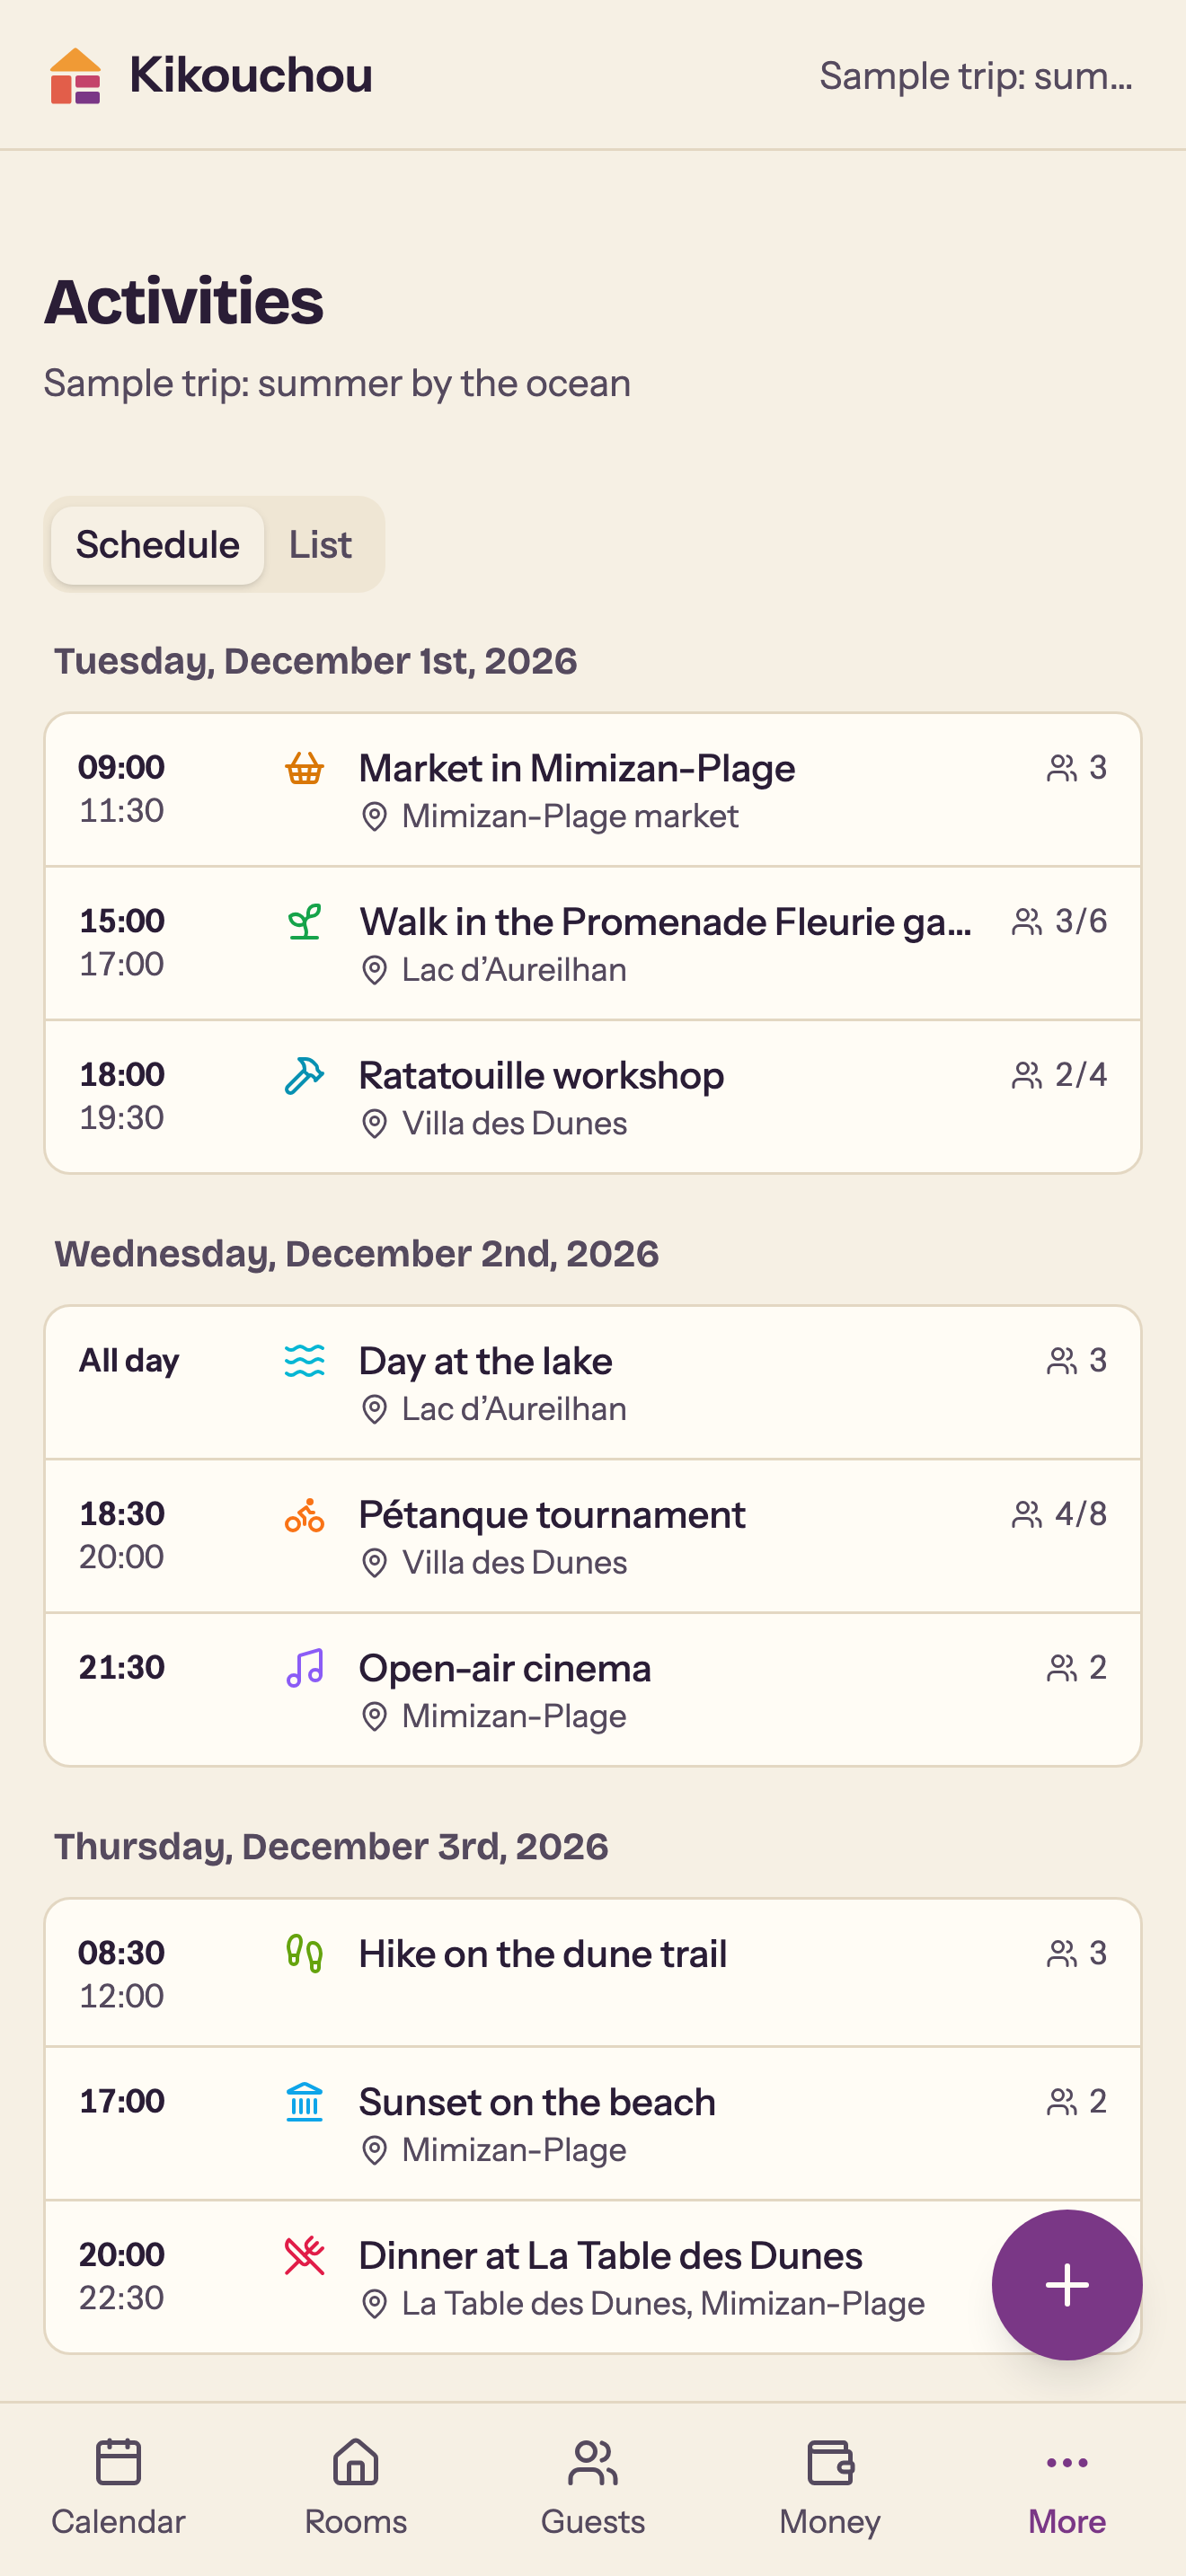 Kikouchou
Sample trip: sum...
Activities
Sample trip: summer by the ocean
Schedule
List
Tuesday, December 1st, 2026
09:00
11:30
Market in Mimizan-Plage
Mimizan-Plage market
3
15:00
17:00
Walk in the Promenade Fleurie ga...
Lac d’Aureilhan
3/6
18:00
19:30
Ratatouille workshop
Villa des Dunes
2/4
Wednesday, December 2nd, 2026
All day
Day at the lake
Lac d’Aureilhan
3
18:30
20:00
Pétanque tournament
Villa des Dunes
4/8
21:30
Open-air cinema
Mimizan-Plage
2
Thursday, December 3rd, 2026
08:30
12:00
Hike on the dune trail
3
17:00
Sunset on the beach
Mimizan-Plage
2
20:00
22:30
Dinner at La Table des Dunes
La Table des Dunes, Mimizan-Plage
Calendar
Rooms
Guests
Money
More